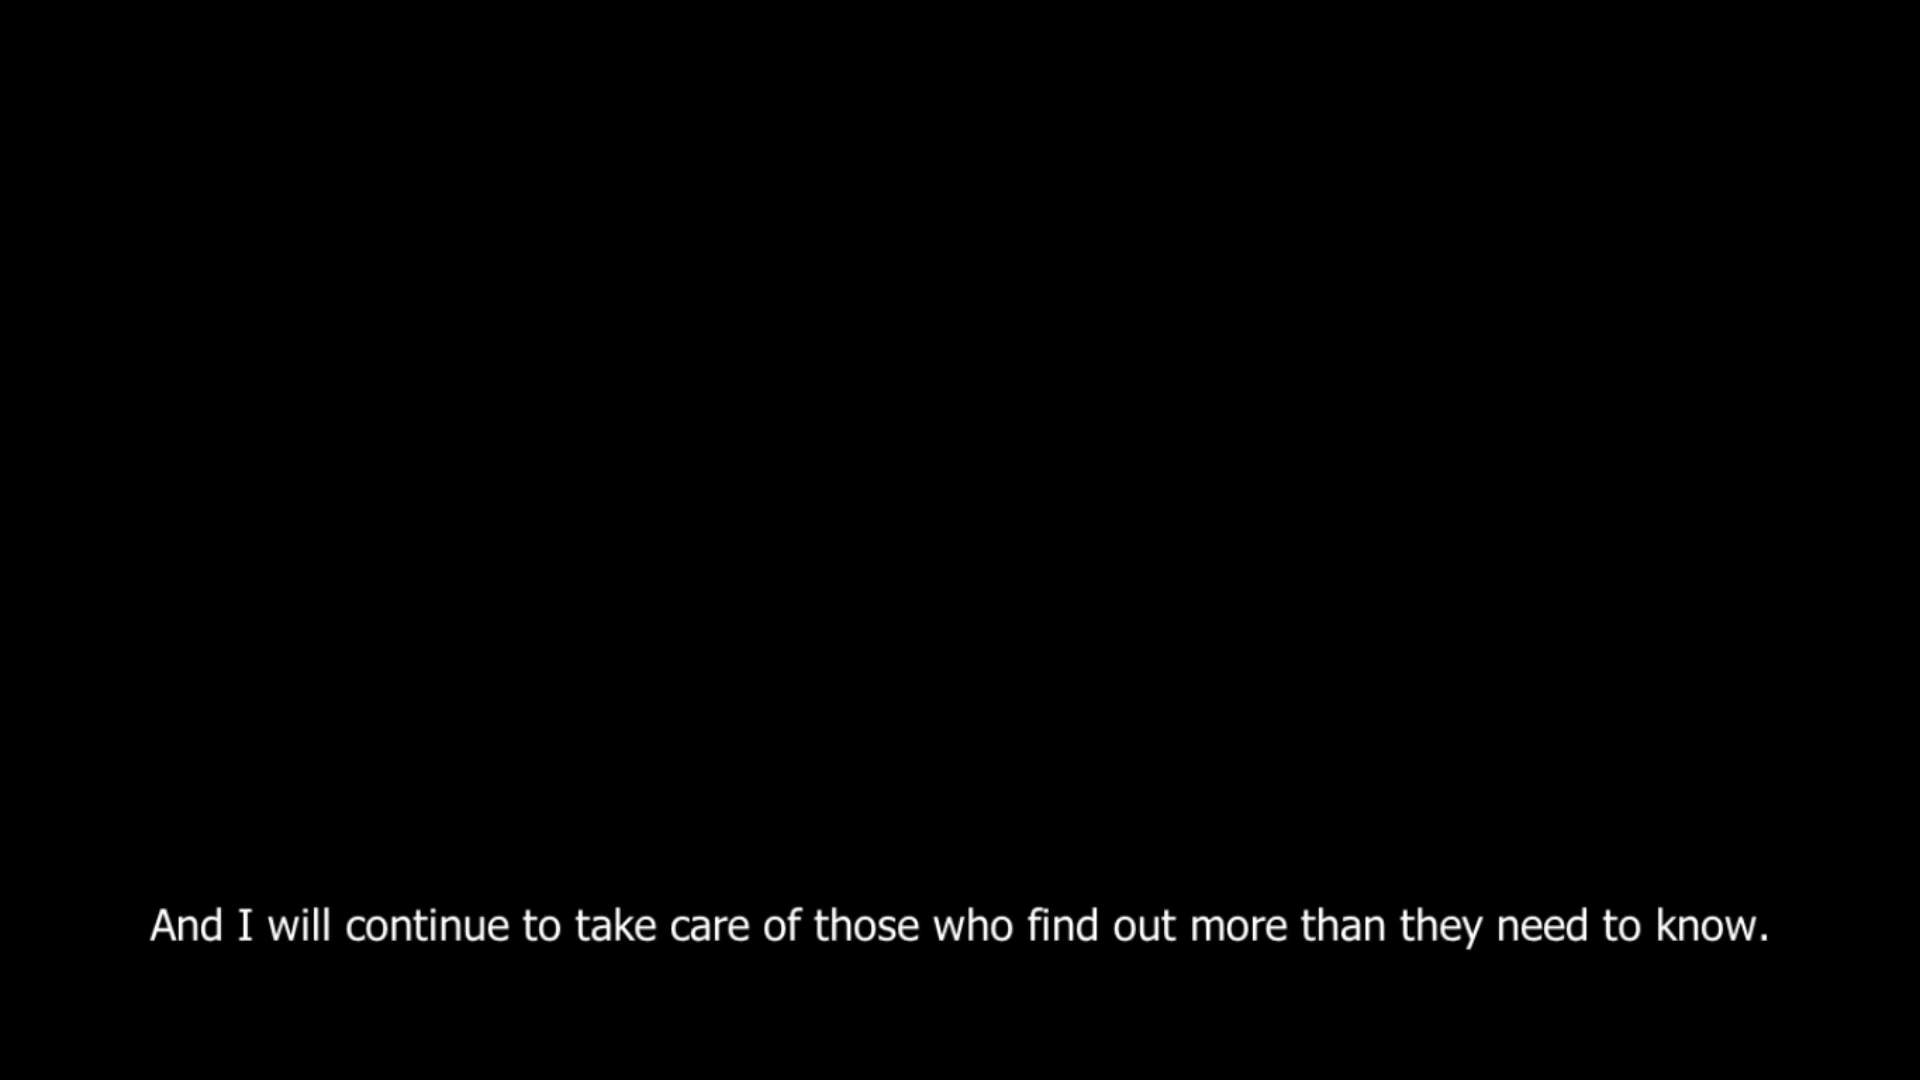 And I will continue to take care of those who find out more than they need to know.